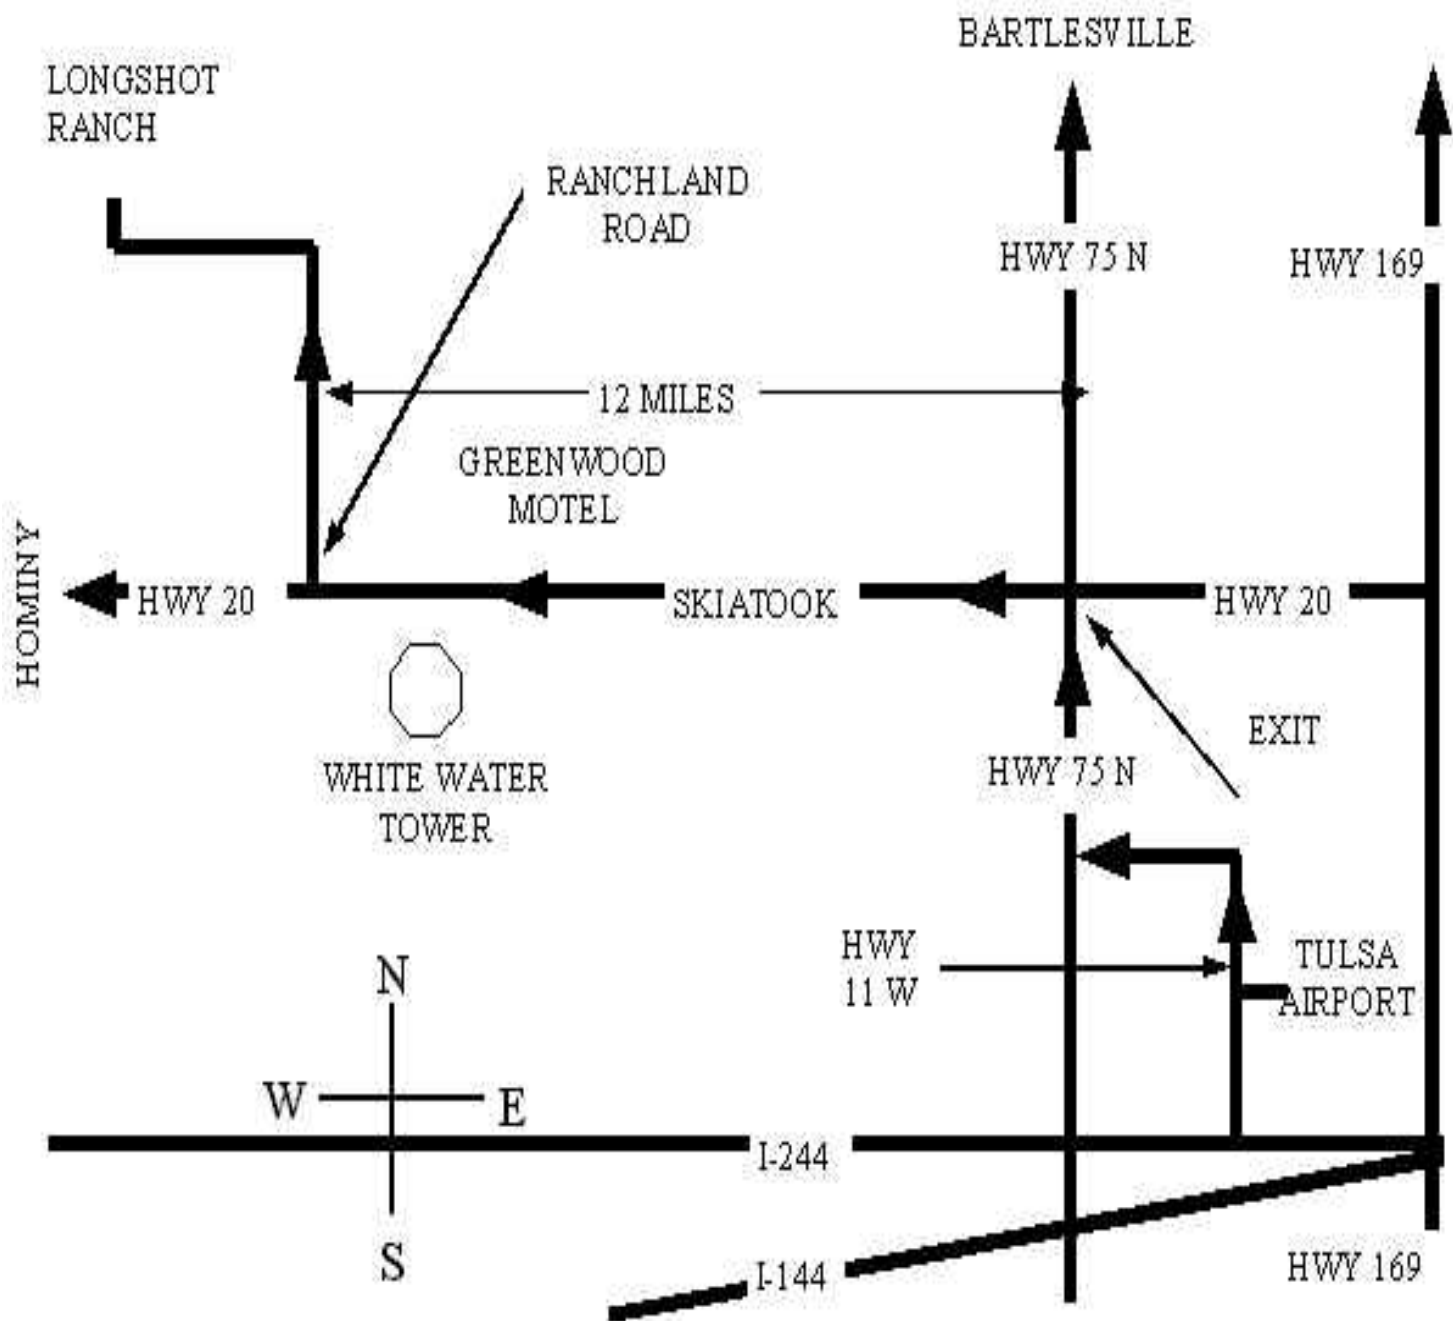 BARTLESVILLE
LONGSHOT
RANCH
RANCHLAND
ROAD
HWY 75 N
HWY 169
12 MILES
GREENWOOD
MOTEL
HOMINY
HWY 20
SKIATOOK
HWY 20
EXIT
WHITE WATER
TOWER
HWY 75 N
HWY
11 W
TULSA
AIRPORT
N
W
E
S
I-244
I-144
HWY 169